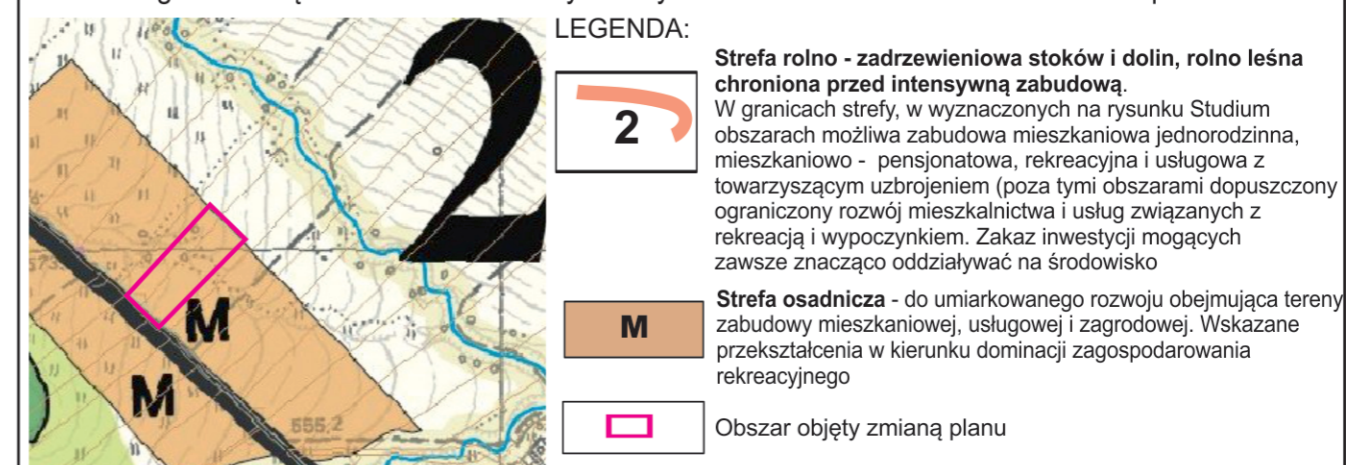 LEGENDA:
2
2
Strefa rolno - zadrzewieniowa stoków i dolin, rolno leśna
chroniona przed intensywną zabudową.
W granicach strefy, w wyznaczonych na rysunku Studium
obszarach możliwa zabudowa mieszkaniowa jednorodzinna,
mieszkaniowo - pensjonatowa, rekreacyjna i usługowa z
towarzyszącym uzbrojeniem (poza tymi obszarami dopuszczony
ograniczony rozwój mieszkalnictwa i usług związanych z
rekreacją i wypoczynkiem. Zakaz inwestycji mogących
zawsze znacząco oddziaływać na środowisko
M
M
555,2
M
Strefa osadnicza - do umiarkowanego rozwoju obejmująca tereny
zabudowy mieszkaniowej, usługowej i zagrodowej. Wskazane
przekształcenia w kierunku dominacji zagospodarowania
rekreacyjnego
Obszar objęty zmianą planu